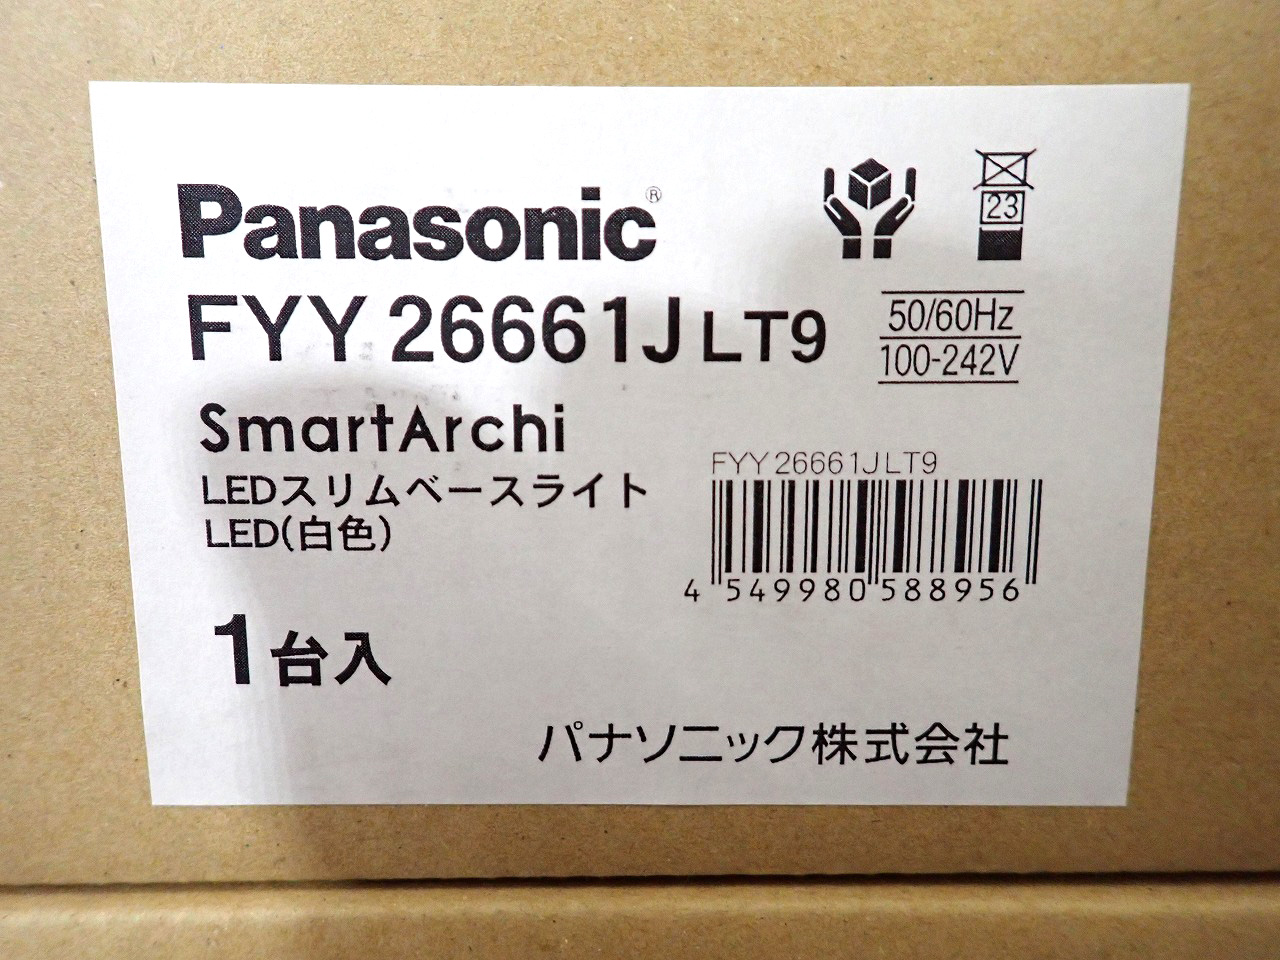 Panasonic®
23
FYY 26661J LT9
50/60Hz
100-242V
SmartArchi
LEDスリムベースライト
LED(白色)
FYY 26661J LT9
4 549980 588956
1台入
パナソニック株式会社